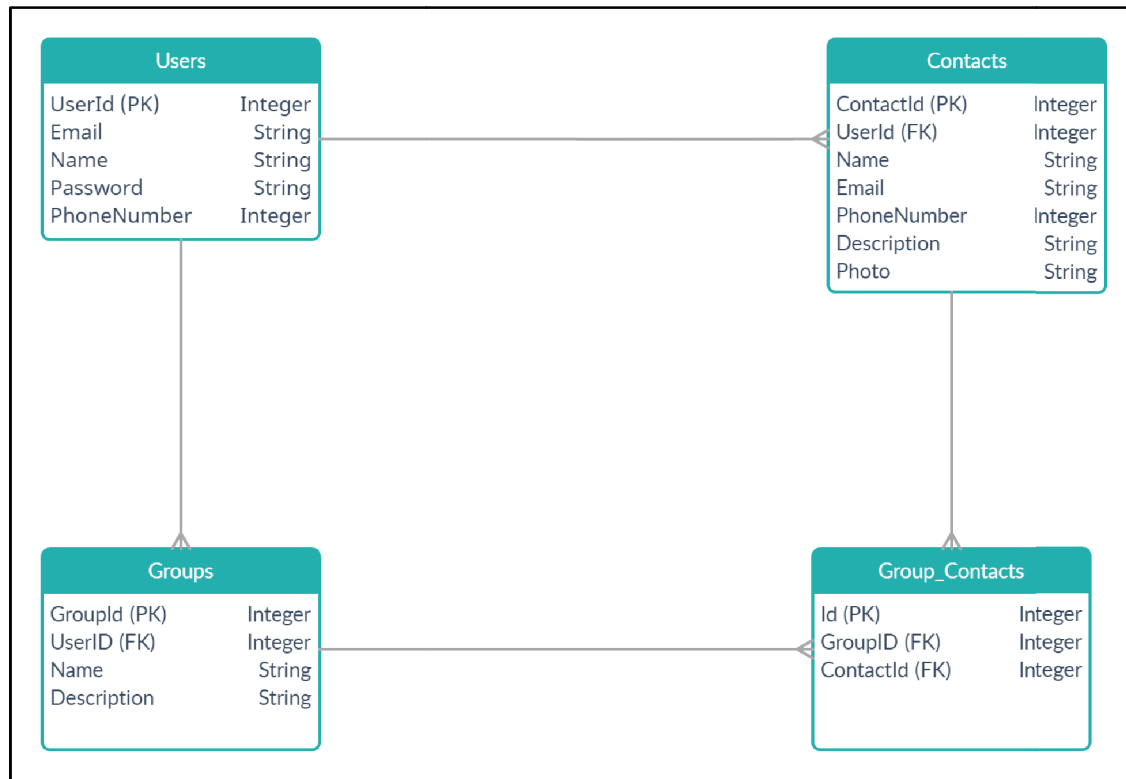 Users
UserId (PK) Integer
Email String
Name String
Password String
PhoneNumber Integer
Contacts
ContactId (PK) Integer
UserId (FK) Integer
Name String
Email String
PhoneNumber Integer
Description String
Photo String
Groups
GroupId (PK) Integer
UserID (FK) Integer
Name String
Description String
Group_Contacts
Id (PK) Integer
GroupID (FK) Integer
ContactId (FK) Integer